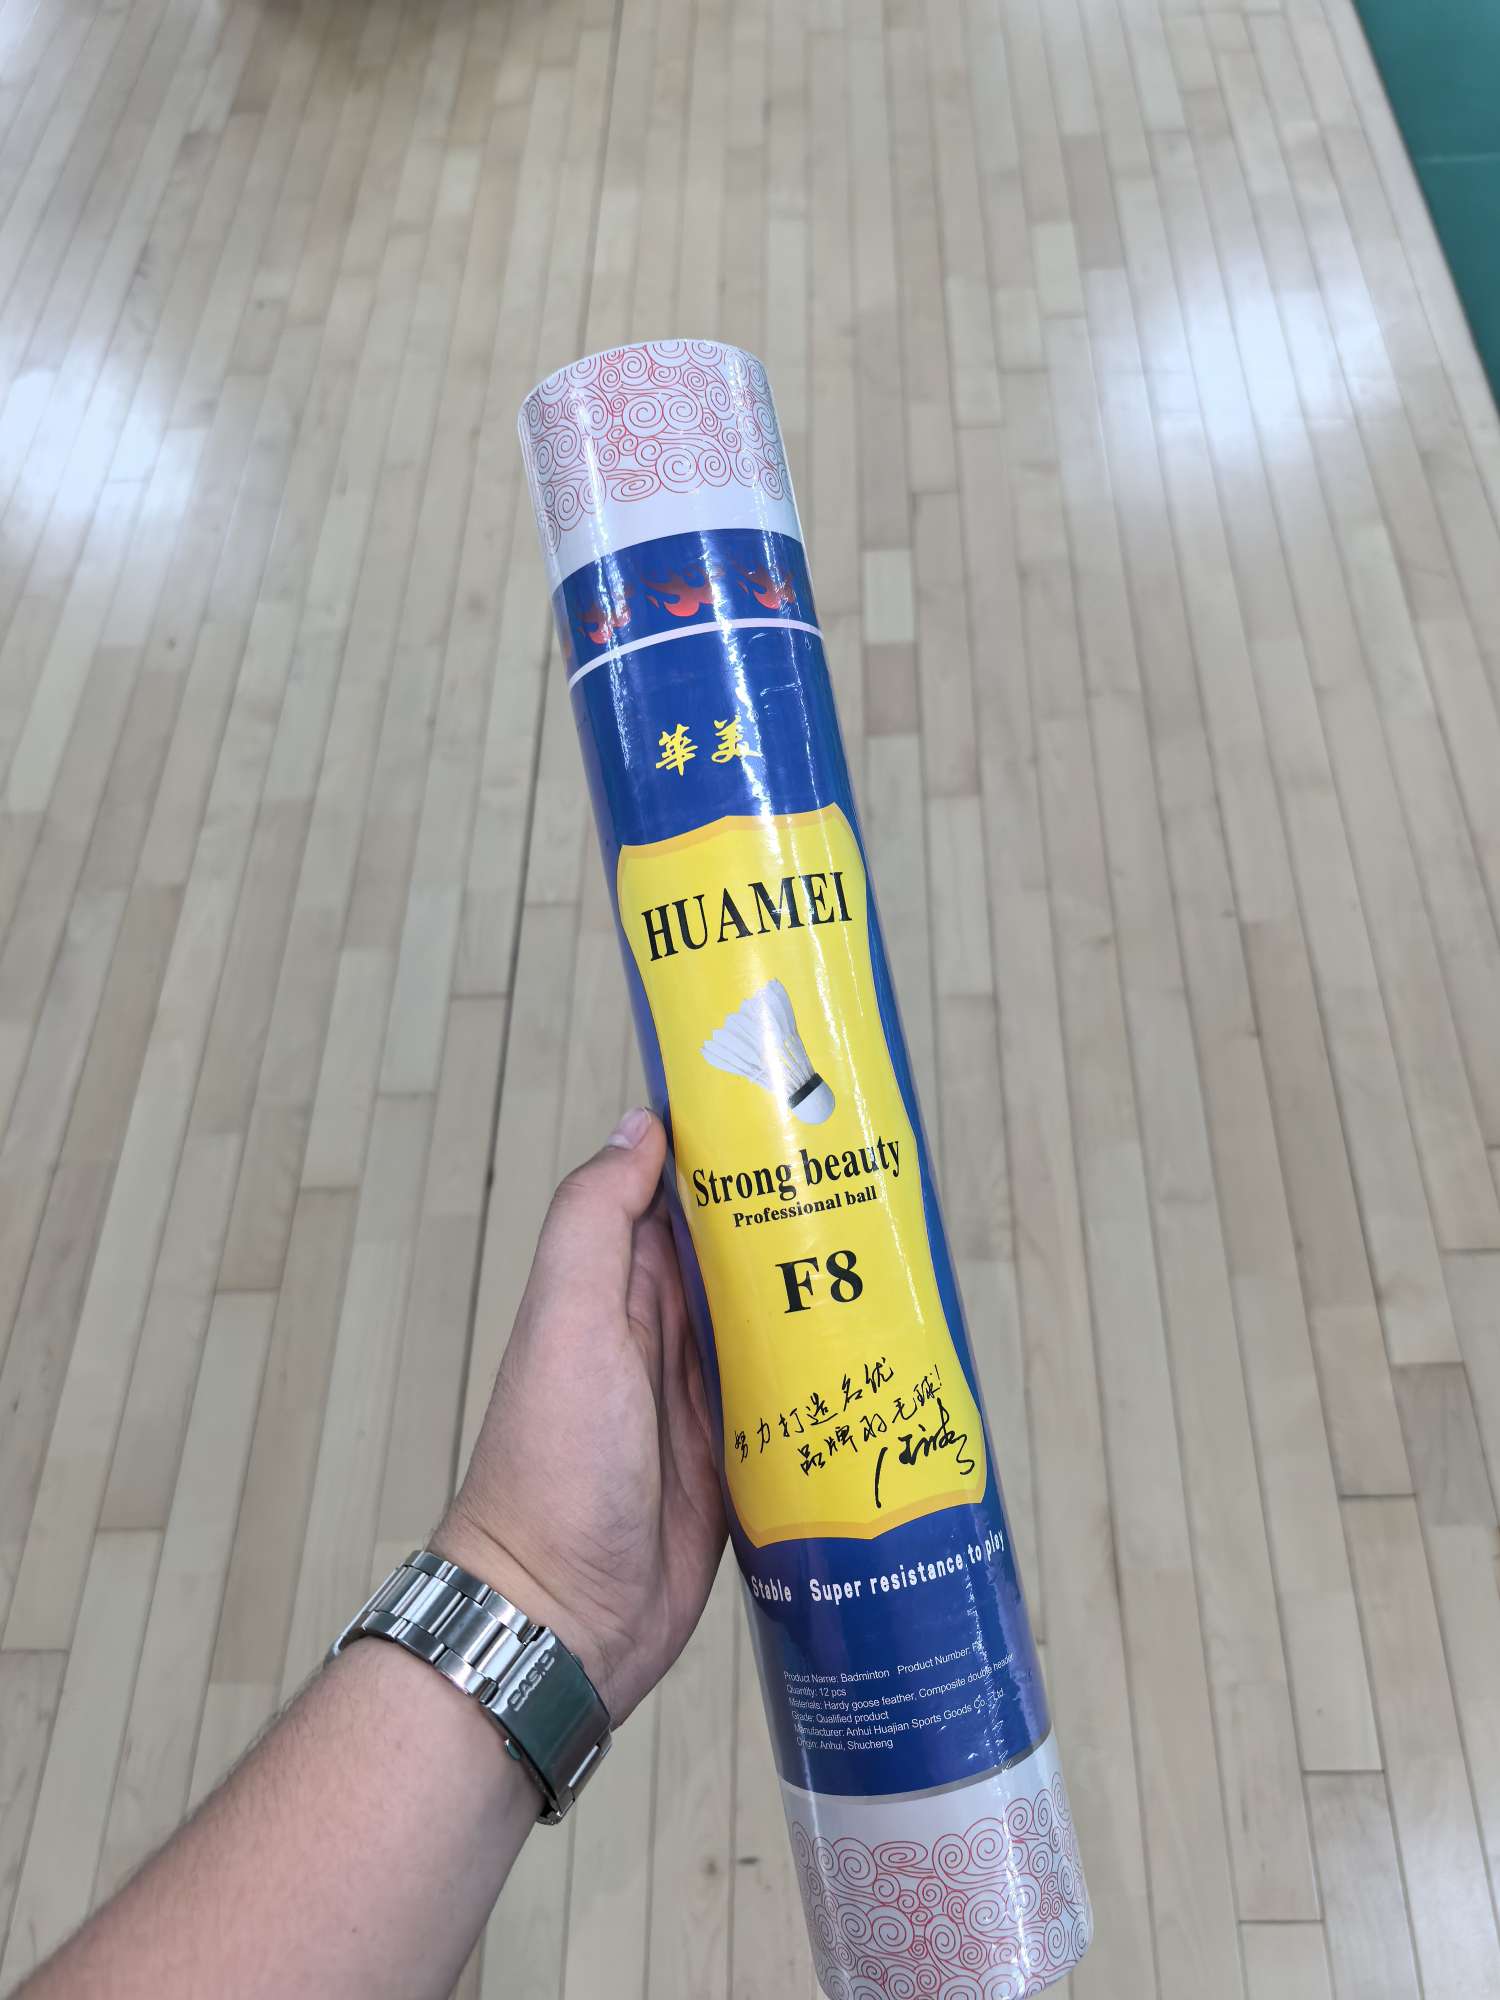 華美
HUAMEI
Strong beauty
Professional ball
F8
努力打造名优
品牌羽毛球!
Stable Super resistance to play
Product Name: Badminton Product Number:
Quantity: 12 pcs
Materials: Hardy goose feather, Composite double header
Grade: Qualified product
Manufacturer: Anhui Huajian Sports Goods Co., Ltd
Origin: Anhui, Shucheng
CASIO